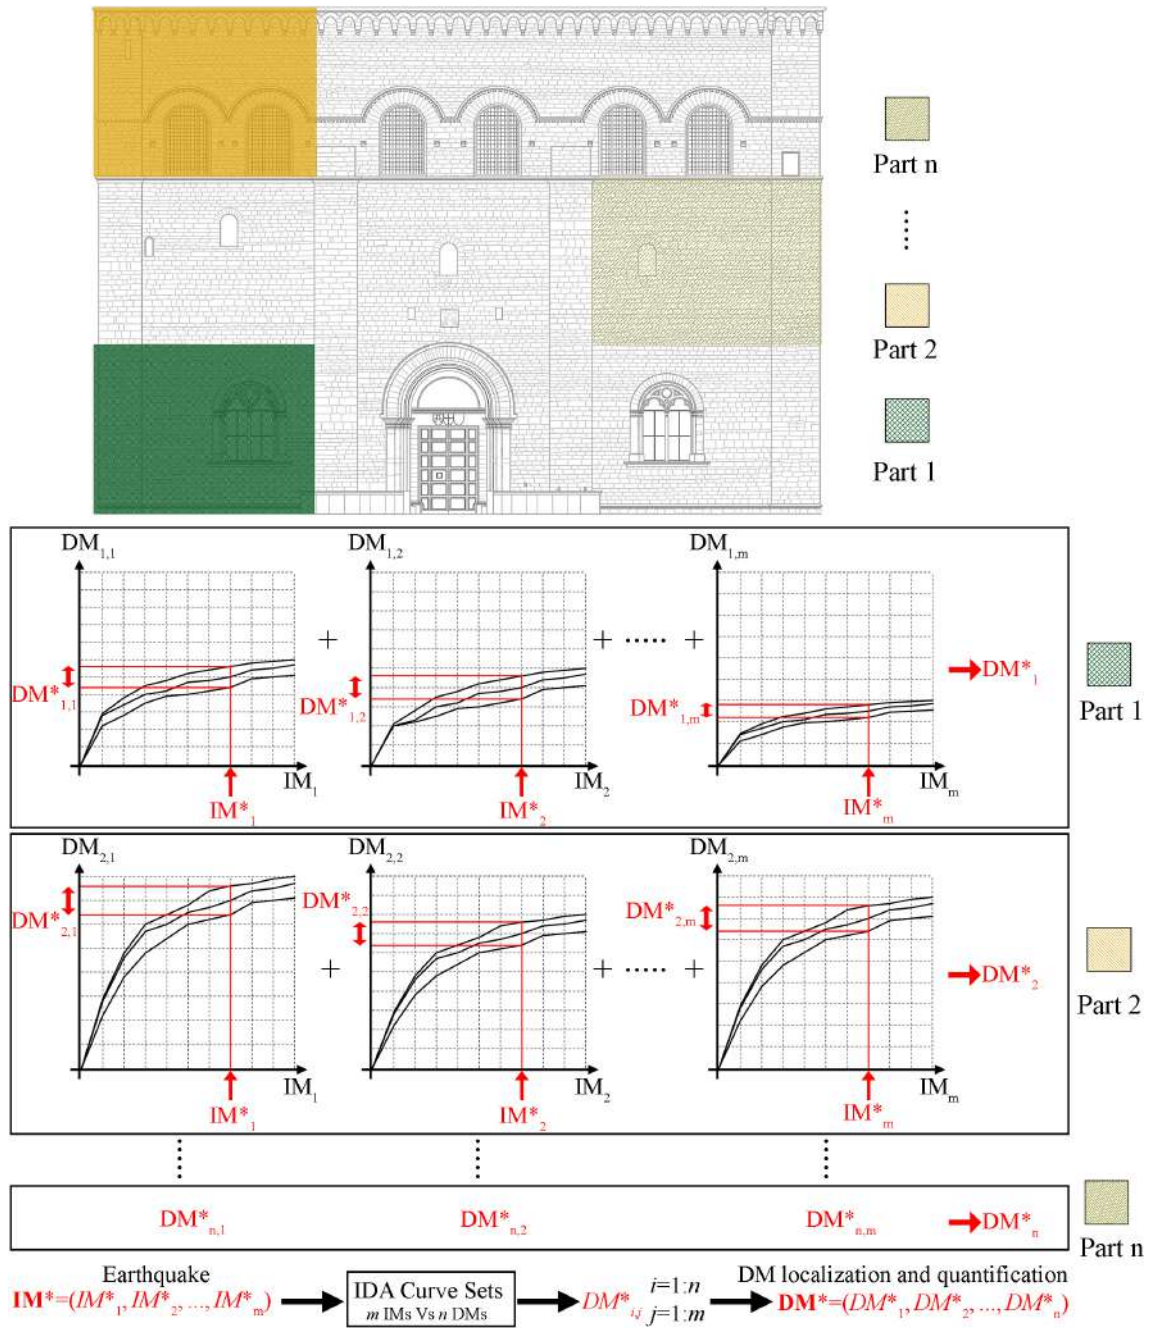 Part n
Part 2
Part 1
DM1,1 DM1,2 DM1,m
+ + ..... +
DM*1,1 DM*1,2 DM*1,m DM*1
Part 1
IM1 IM2 IMm
IM*1 IM*2 IM*m
DM2,1 DM2,2 DM2,m
DM*2,1 DM*2,2 DM*2,m
+ + ..... + DM*2
Part 2
IM1 IM2 IMm
IM*1 IM*2 IM*m
DM*n,1 DM*n,2 DM*n,m DM*n
Part n
Earthquake
IM*=(IM*1, IM*2, ..., IM*m)
IDA Curve Sets
m IMs Vs n DMs
DM*i,j
i=1:n
j=1:m
DM localization and quantification
DM*=(DM*1, DM*2, ..., DM*n)